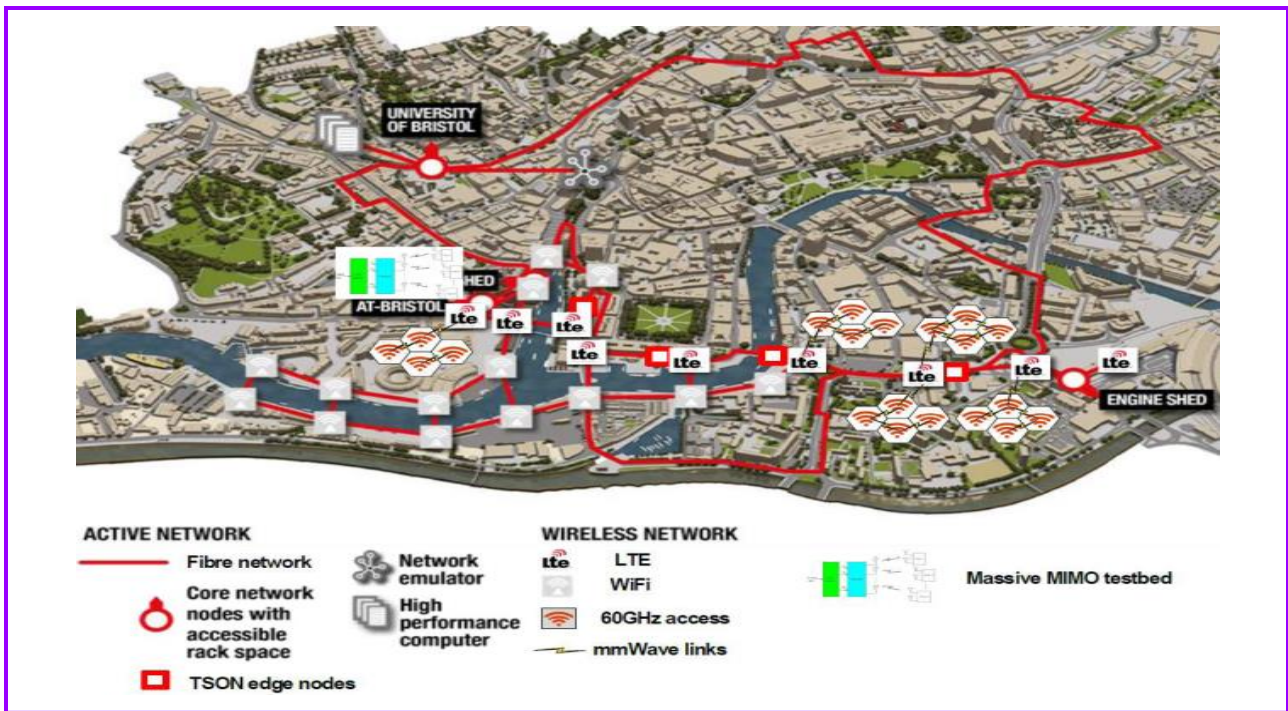 UNIVERSITY
OF BRISTOL
HED
AT-BRISTOL
Lte
Lte
Lte
Lte
Lte
Lte
Lte
Lte
Lte
ENGINE SHED
ACTIVE NETWORK
Fibre network
Core network
nodes with
accessible
rack space
TSON edge nodes
Network
emulator
High
performance
computer
WIRELESS NETWORK
Lte LTE
WiFi
60GHz access
mmWave links
Massive MIMO testbed